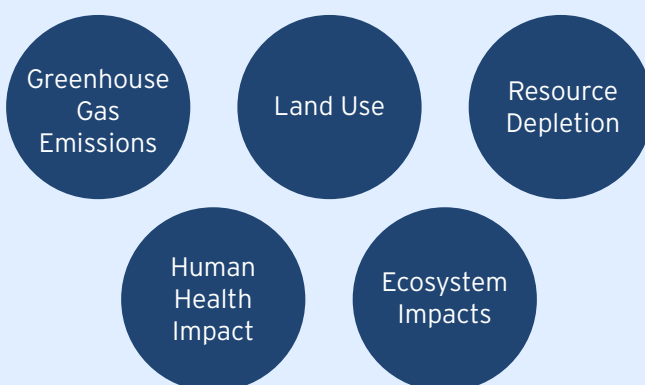 Greenhouse
Gas
Emissions
Land Use
Resource
Depletion
Human
Health
Impact
Ecosystem
Impacts